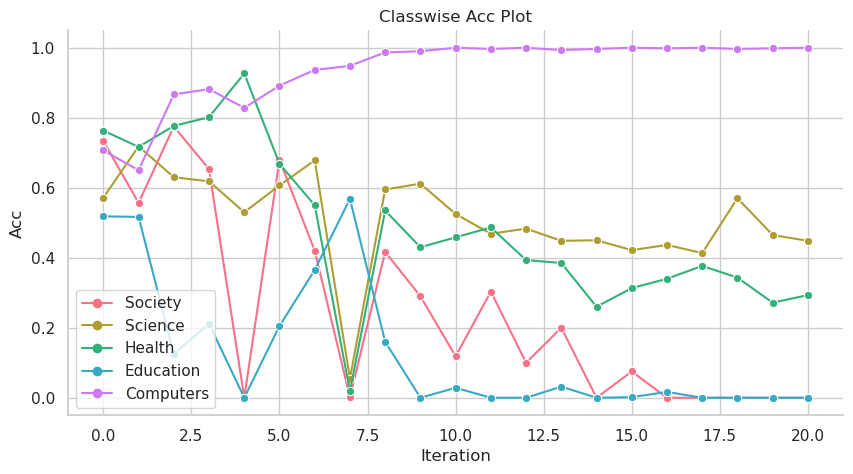 Classwise Acc Plot
1.0
0.8
0.6
0.4
0.2
0.0
Acc
Society
Science
Health
Education
Computers
0.0 2.5 5.0 7.5 10.0 12.5 15.0 17.5 20.0
Iteration